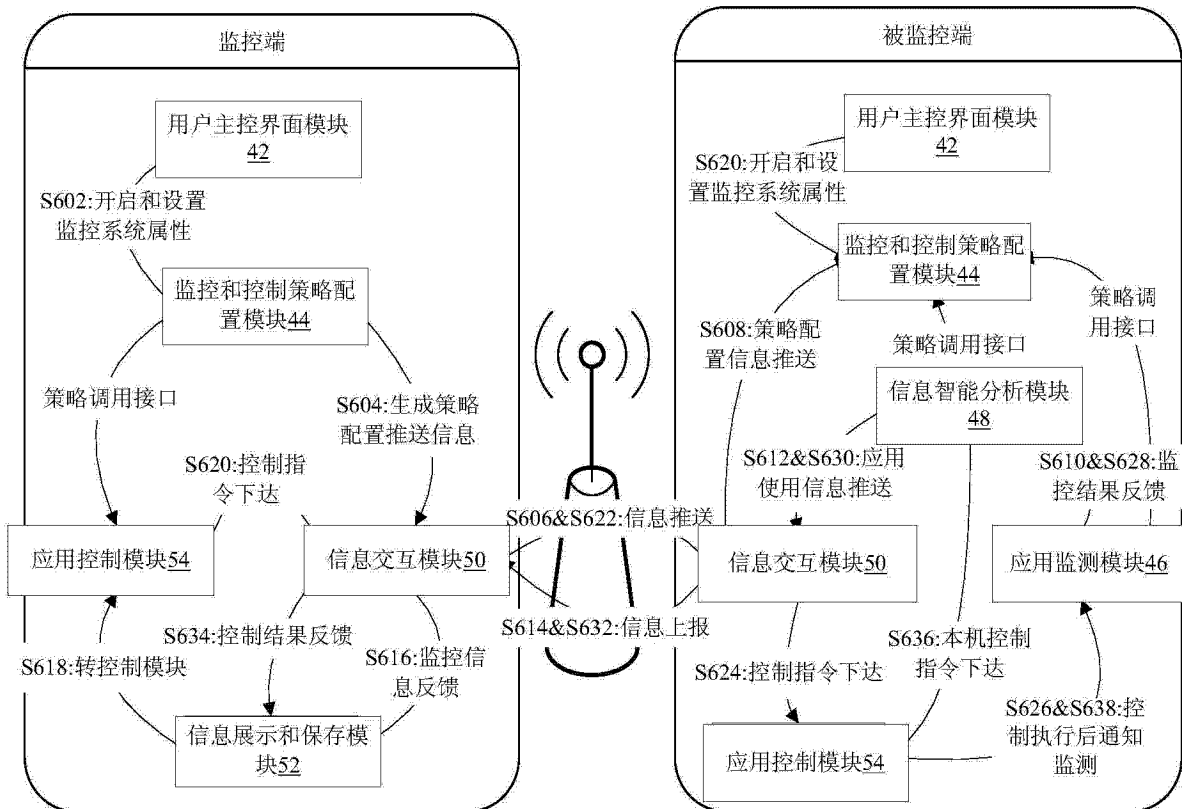 监控端
用户主控界面模块
42
S602:开启和设置
监控系统属性
监控和控制策略配
置模块44
策略调用接口
S604:生成策略
配置推送信息
S620:控制指
令下达
应用控制模块54
信息交互模块50
S634:控制结果反馈
S618:转控制模块
S616:监控信
息反馈
信息展示和保存模
块52
S606&S622:信息推送
S614&S632:信息上报
被监控端
用户主控界面模块
42
S620:开启和设
置监控系统属性
监控和控制策略配
置模块44
S608:策略配
置信息推送
策略调用接口
策略调
用接口
信息智能分析模块
48
S612&S630:应用
使用信息推送
S610&S628:监
控结果反馈
信息交互模块50
应用监测模块46
S624:控制指令下达
S636:本机控制
指令下达
S626&S638:控
制执行后通知
监测
应用控制模块54